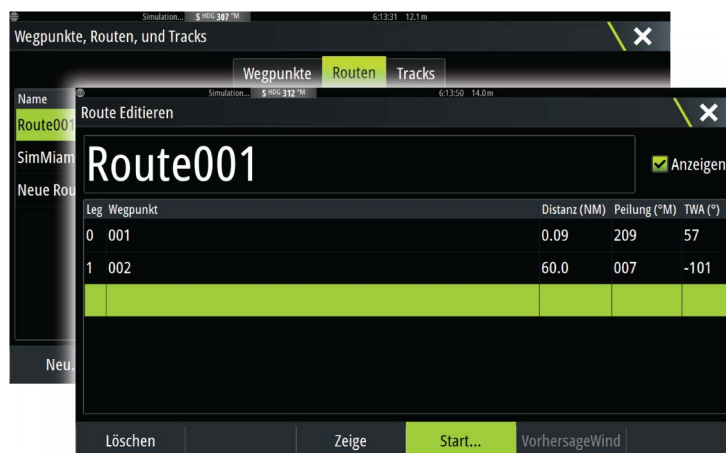 Simulation... S HDG 307 °M 6:13:31 12.1 m
Wegpunkte, Routen, und Tracks
Wegpunkte Routen Tracks
Name
Route001
SimMiam
Neue Rou
Neu.
Simulation... S HDG 312 °M 6:13:50 14.0 m
Route Editieren
Route001
Anzeigen
Leg Wegpunkt Distanz (NM) Peilung (°M) TWA (°)
0 001 0.09 209 57
1 002 60.0 007 -101
Löschen Zeige Start... VorhersageWind